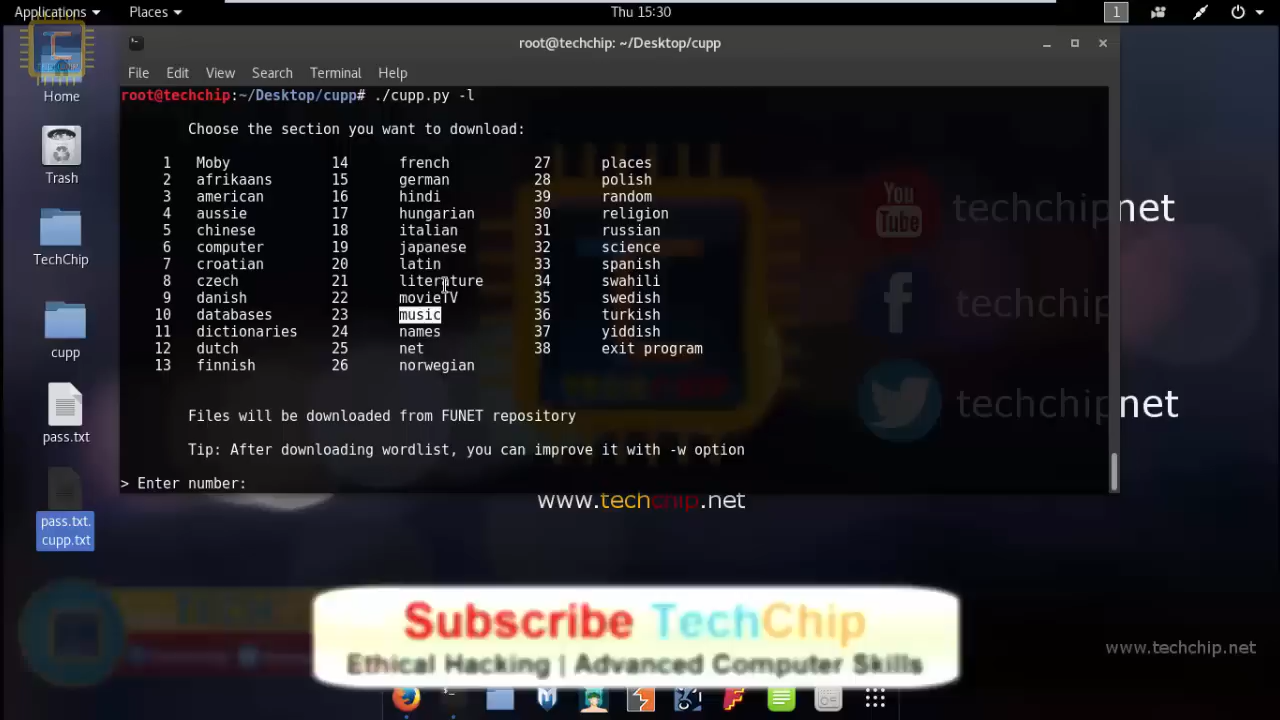 Applications Places Thu 15:30 1
root@techchip: ~/Desktop/cupp
File Edit View Search Terminal Help
root@techchip:~/Desktop/cupp# ./cupp.py -l
Choose the section you want to download:
1 Moby 14 french 27 places
2 afrikaans 15 german 28 polish
3 american 16 hindi 39 random
4 aussie 17 hungarian 30 religion
5 chinese 18 italian 31 russian
6 computer 19 japanese 32 science
7 croatian 20 latin 33 spanish
8 czech 21 literature 34 swahili
9 danish 22 movieTV 35 swedish
10 databases 23 music 36 turkish
11 dictionaries 24 names 37 yiddish
12 dutch 25 net 38 exit program
13 finnish 26 norwegian
Files will be downloaded from FUNET repository
Tip: After downloading wordlist, you can improve it with -w option
> Enter number:
Home
Trash
TechChip
cupp
pass.txt
pass.txt.
cupp.txt
You
Tube
techchipnet
techchipnet
techchipnet
www.techchip.net
Subscribe TechChip
Ethical Hacking | Advanced Computer Skills
www.techchip.net